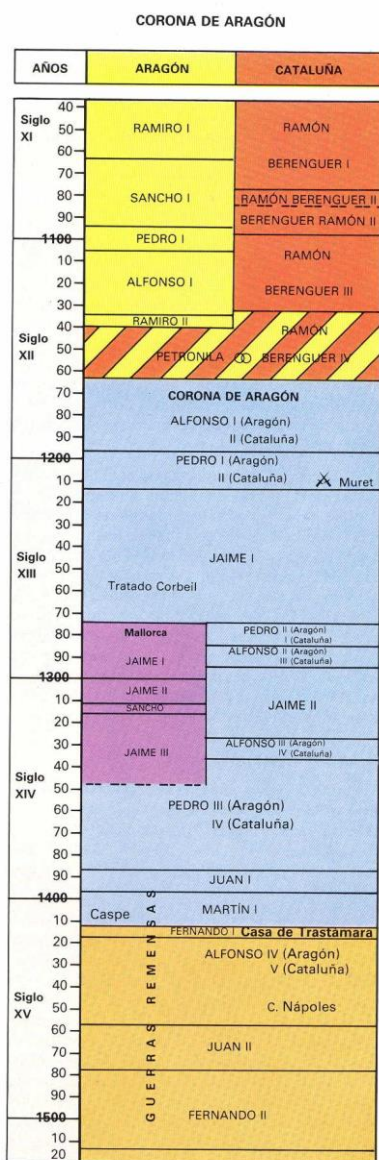 CORONA DE ARAGÓN
AÑOS ARAGÓN CATALUÑA
Siglo XI
40
50
60
70
80
90
1100
RAMIRO I
SANCHO I
PEDRO I
RAMÓN
BERENGUER I
RAMÓN BERENGUER II
BERENGUER RAMÓN II
Siglo XII
10
20
30
40
50
60
70
80
90
1200
ALFONSO I
RAMIRO II
RAMÓN
BERENGUER III
RAMÓN
PETRONILA BERENGUER IV
CORONA DE ARAGÓN
ALFONSO I (Aragón)
II (Cataluña)
PEDRO I (Aragón)
II (Cataluña) Muret
Siglo XIII
10
20
30
40
50
60
70
80
90
1300
JAIME I
Tratado Corbeil
Mallorca
JAIME I
PEDRO II (Aragón)
I (Cataluña)
ALFONSO II (Aragón)
III (Cataluña)
Siglo XIV
10
20
30
40
50
60
70
80
90
1400
JAIME II
SANCHO
JAIME III
JAIME II
ALFONSO III (Aragón)
IV (Cataluña)
PEDRO III (Aragón)
IV (Cataluña)
JUAN I
MARTÍN I
Caspe
Siglo XV
10
20
30
40
50
60
70
80
90
1500
10
20
FERNANDO I Casa de Trastámara
ALFONSO IV (Aragón)
V (Cataluña)
C. Nápoles
JUAN II
FERNANDO II
GUERRAS REMENSAS